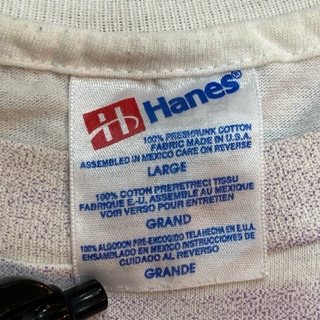 Hanes®
100% PRESHRUNK COTTON
FABRIC MADE IN U.S.A.
ASSEMBLED IN MEXICO CARE ON REVERSE
LARGE
100% COTON PRERETRECI TISSU
FABRIQUE E.-U. ASSEMBLE AU MEXIQUE
VOIR VERSO POUR ENTRETIEN
GRAND
100% ALGODON PRE-ENCOGIDO TELA HECHA EN E.U.A.
ENSAMBLADO EN MEXICO INSTRUCCIONES DE
CUIDADO AL REVERSO
GRANDE